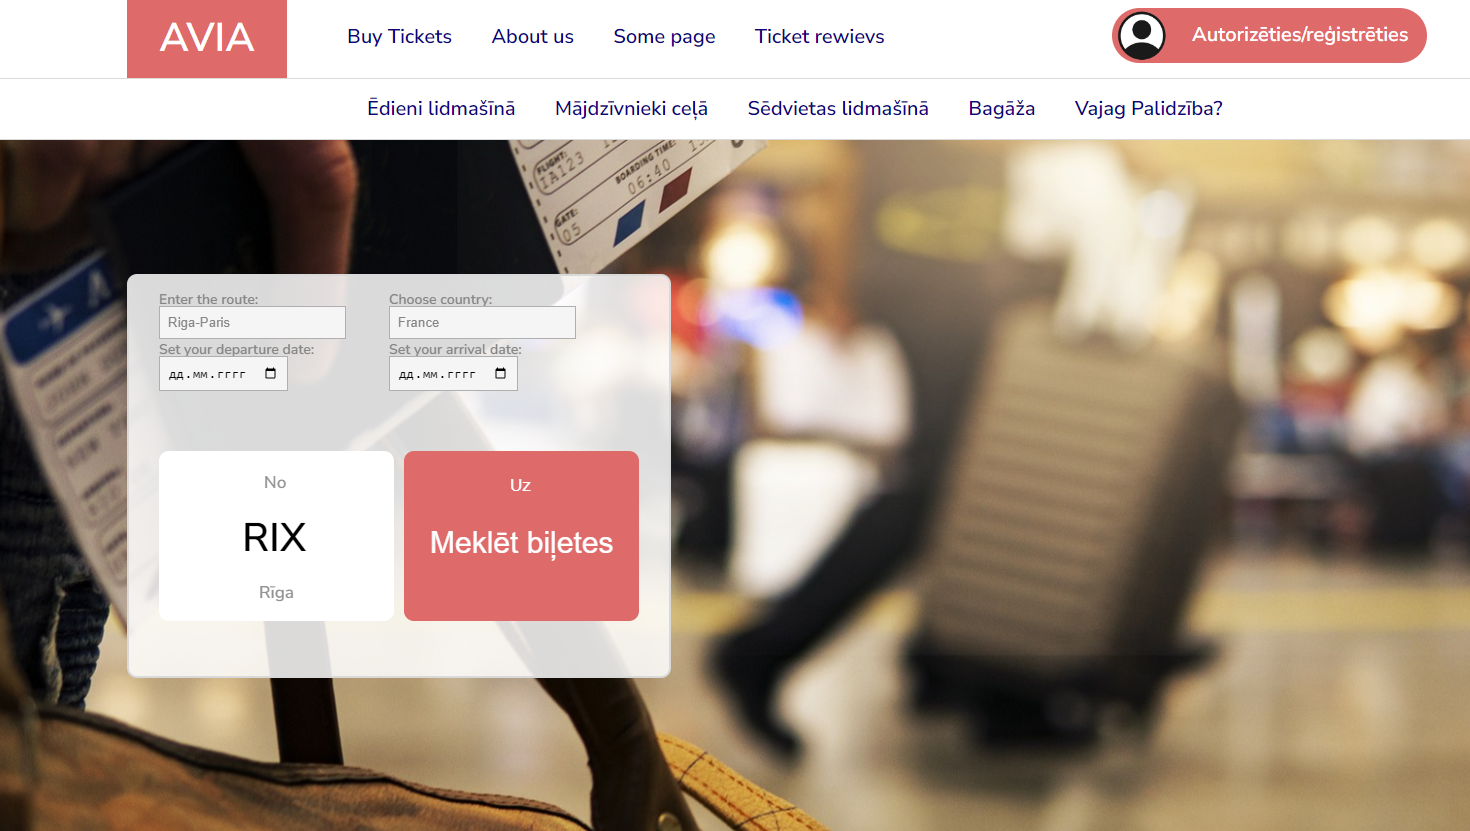 AVIA
Buy Tickets
About us
Some page
Ticket rewievs
Autorizēties/reģistrēties
Ēdieni lidmašīnā
Mājdzīvnieki ceļā
Sēdvietas lidmašīnā
Bagāža
Vajag Palidzība?
FLIGHT:
IA123
BOARDING TIME:
06:40
GATE:
05
Enter the route:
Choose country:
Riga-Paris
France
Set your departure date:
Set your arrival date:
дд.мм.гггг
дд.мм.гггг
No
RIX
Rīga
Uz
Meklēt biļetes